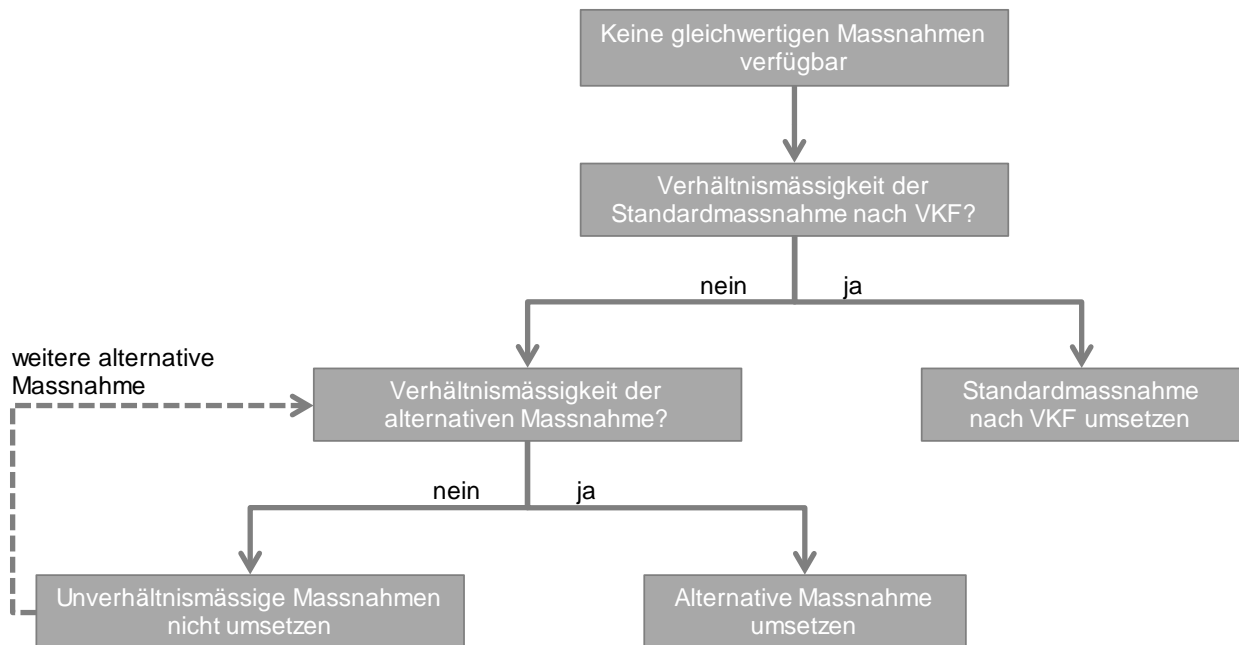 Keine gleichwertigen Massnahmen
verfügbar
Verhältnismässigkeit der
Standardmassnahme nach VKF?
nein
ja
weitere alternative
Massnahme
Verhältnismässigkeit der
alternativen Massnahme?
Standardmassnahme
nach VKF umsetzen
nein
ja
Unverhältnismässige Massnahmen
nicht umsetzen
Alternative Massnahme
umsetzen